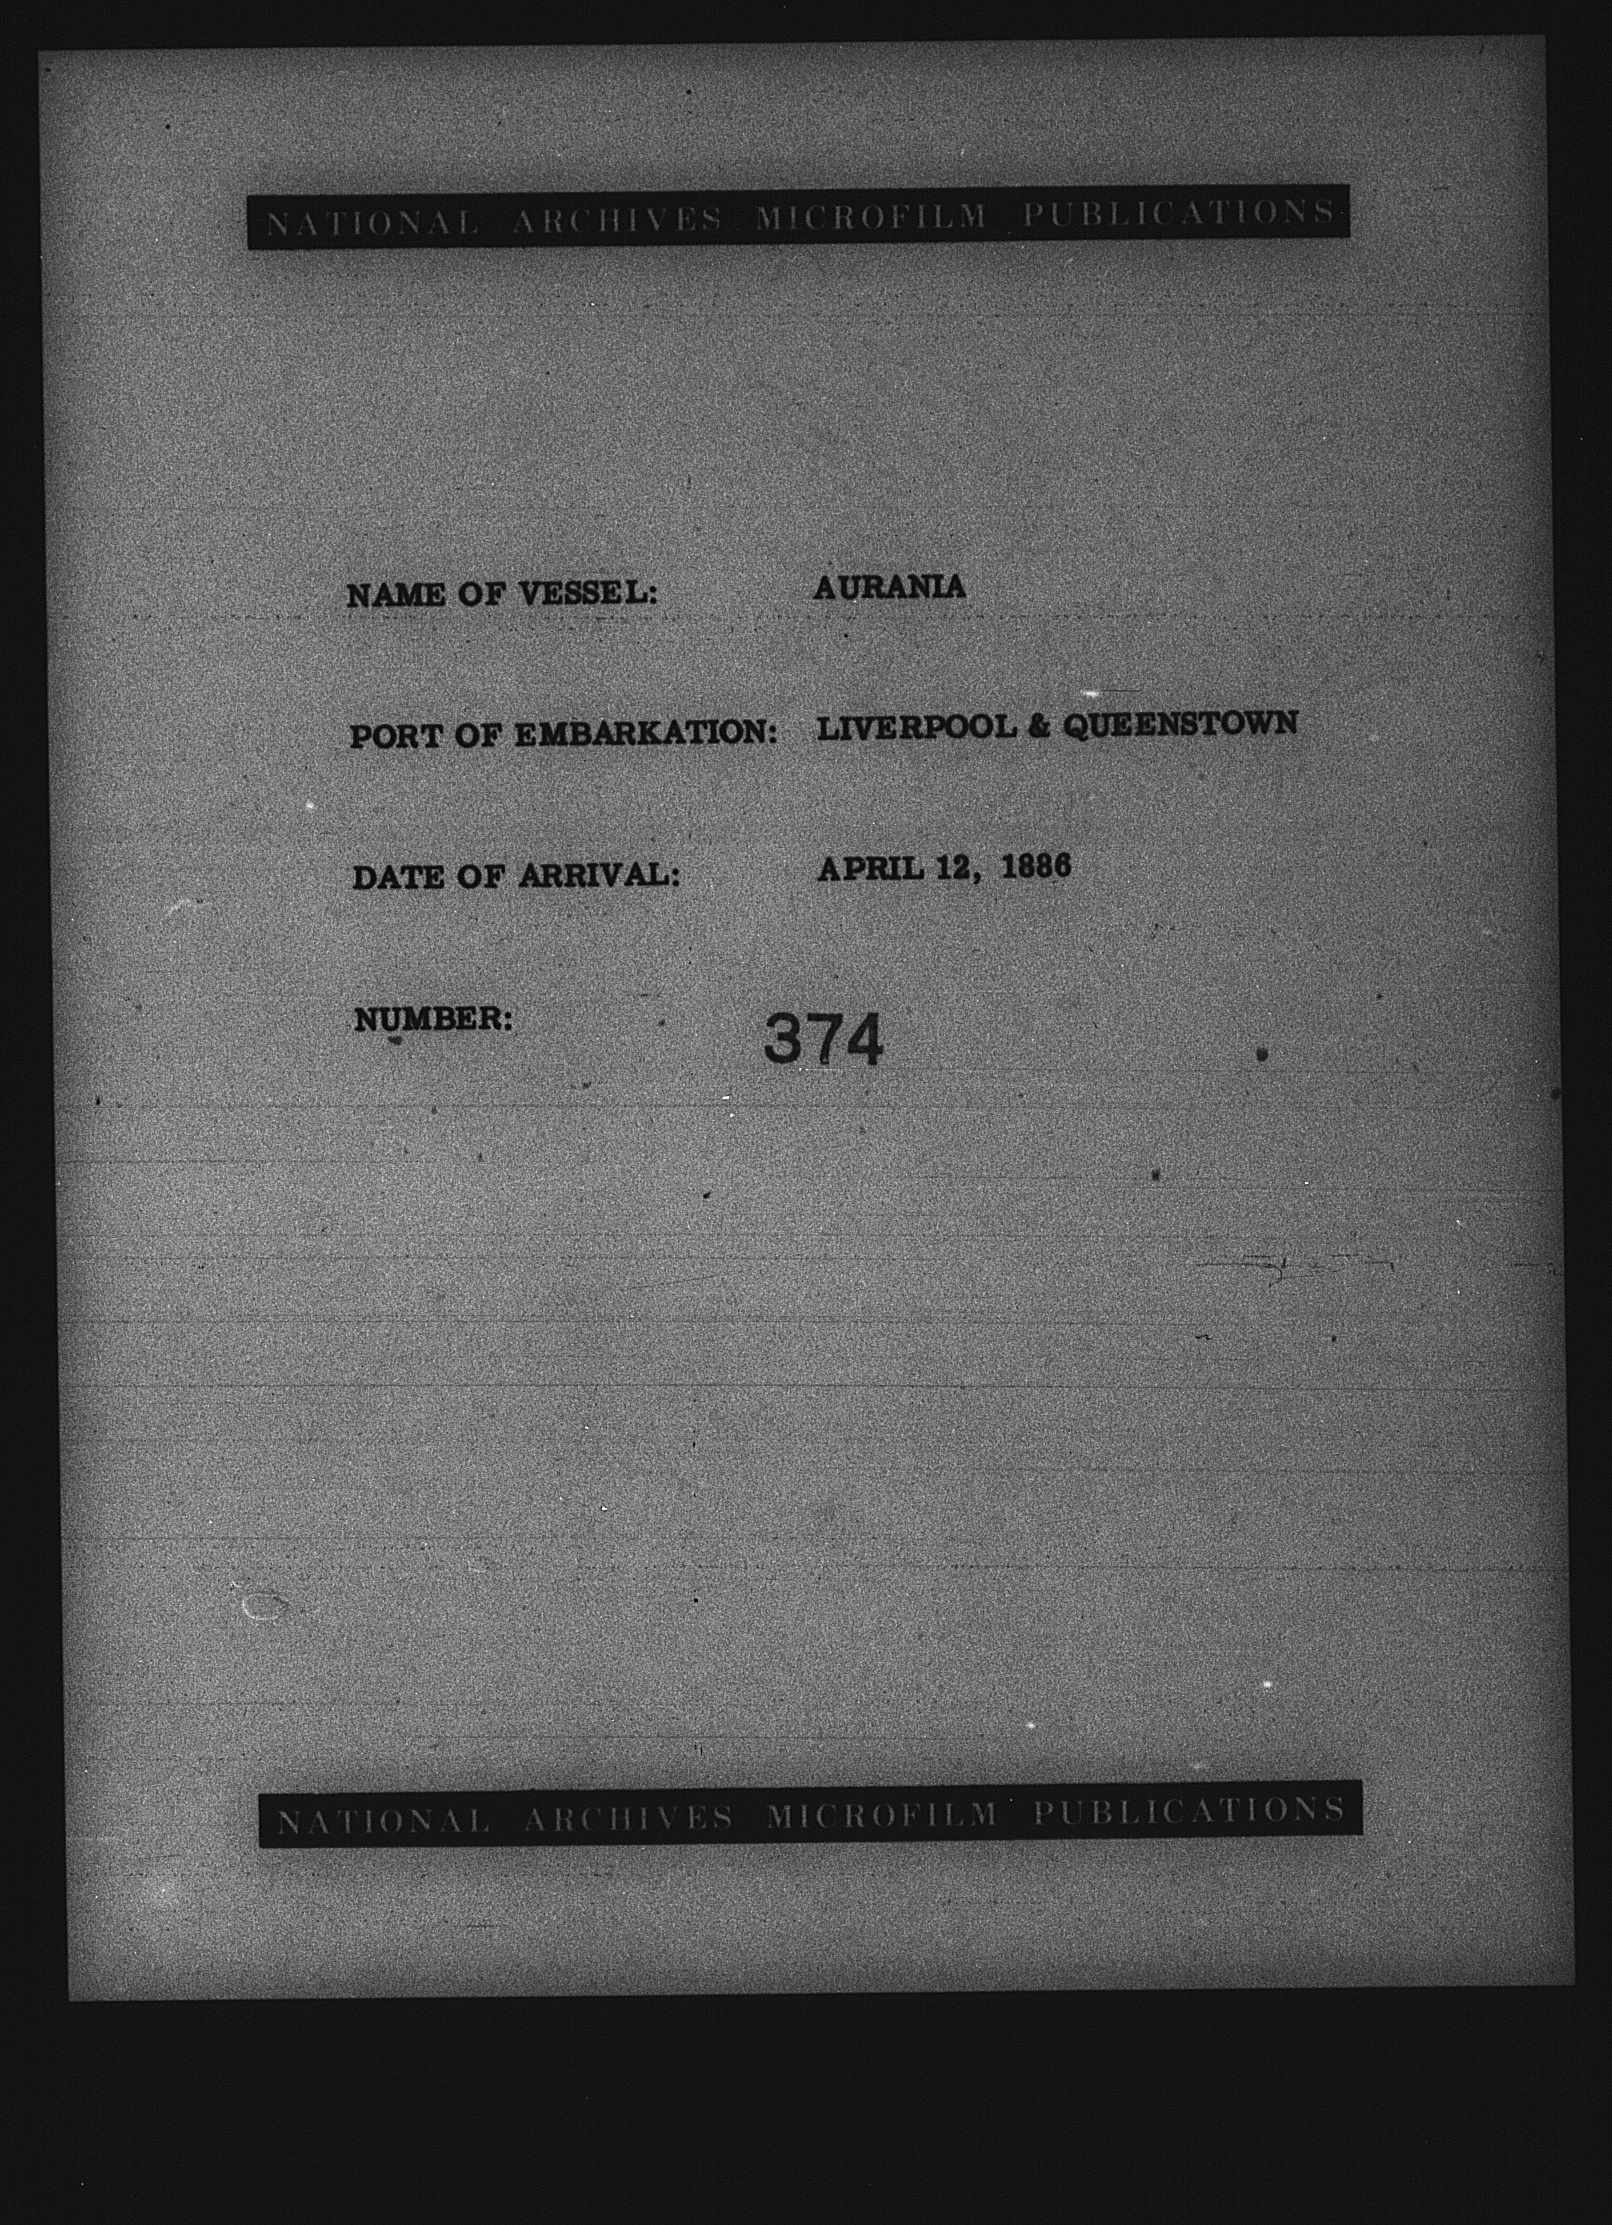 NATIONAL ARCHIVES MICROFILM PUBLICATIONS
NAME OF VESSEL: AURANIA
PORT OF EMBARKATION: LIVERPOOL & QUEENSTOWN
DATE OF ARRIVAL: APRIL 12, 1886
NUMBER: 374
NATIONAL ARCHIVES MICROFILM PUBLICATIONS